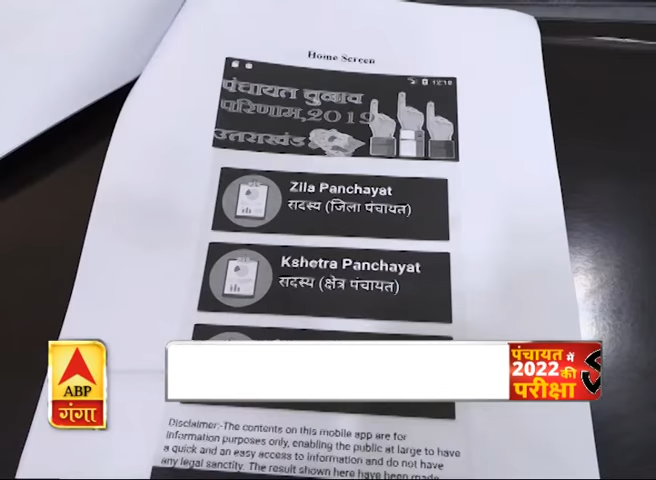 Home Screen
12:18
पंचायत चुनाव
परिणाम,2019
उत्तराखंड
Zila Panchayat
सदस्य (जिला पंचायत)
Kshetra Panchayat
सदस्य (क्षेत्र पंचायत)
ABP
गंगा
पंचायत में
2022 की
परीक्षा
Disclaimer:-The contents on this mobile app are for
information purposes only, enabling the public at large to have
a quick and an easy access to information and do not have
any legal sanctity. The result shown here have been made